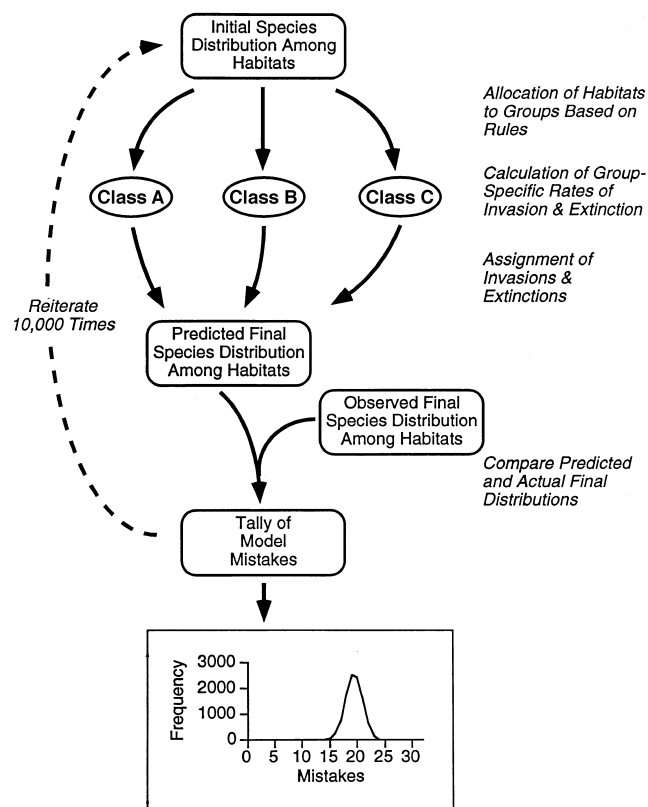 Initial Species
Distribution Among
Habitats
Allocation of Habitats
to Groups Based on
Rules
Class A
Class B
Class C
Calculation of Group-
Specific Rates of
Invasion & Extinction
Assignment of
Invasions &
Extinctions
Reiterate
10,000 Times
Predicted Final
Species Distribution
Among Habitats
Observed Final
Species Distribution
Among Habitats
Compare Predicted
and Actual Final
Distributions
Tally of
Model
Mistakes
Frequency
3000
2000
1000
0
0 5 10 15 20 25 30
Mistakes